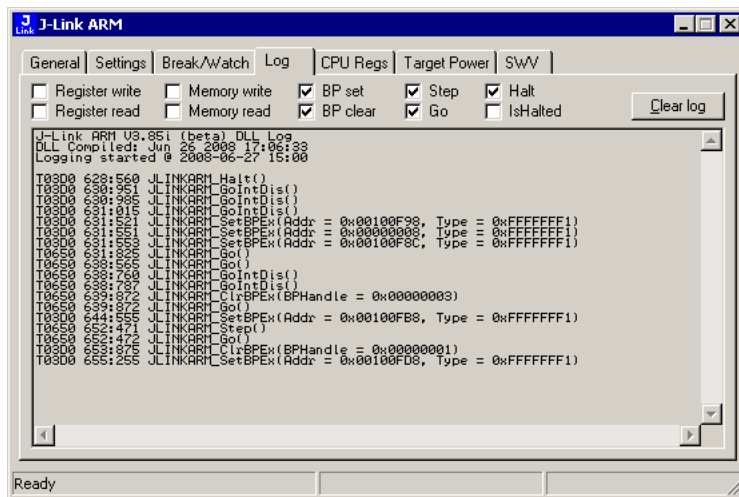 J-Link ARM
General Settings Break/Watch Log CPU Regs Target Power SWV
Register write Memory write BP set Step Halt
Register read Memory read BP clear Go IsHalted
Clear log
J-Link ARM V3.85i (beta) DLL Log
DLL Compiled: Jun 26 2008 17:06:33
Logging started @ 2008-06-27 15:00
T03D0 628:560 JLINKARM_Halt()
T03D0 630:951 JLINKARM_GoIntDis()
T03D0 630:985 JLINKARM_GoIntDis()
T03D0 631:015 JLINKARM_GoIntDis()
T03D0 631:521 JLINKARM_SetBPEx(Addr = 0x00100F98, Type = 0xFFFFFFF1)
T03D0 631:551 JLINKARM_SetBPEx(Addr = 0x00000008, Type = 0xFFFFFFF1)
T03D0 631:553 JLINKARM_SetBPEx(Addr = 0x00100F8C, Type = 0xFFFFFFF1)
T0650 631:825 JLINKARM_Go()
T0650 638:565 JLINKARM_Go()
T0650 638:760 JLINKARM_GoIntDis()
T0650 638:787 JLINKARM_GoIntDis()
T0650 639:872 JLINKARM_ClrBPEx(BPHandle = 0x00000003)
T0650 639:872 JLINKARM_Go()
T03D0 644:555 JLINKARM_SetBPEx(Addr = 0x00100FB8, Type = 0xFFFFFFF1)
T0650 652:471 JLINKARM_Step()
T0650 652:472 JLINKARM_Go()
T03D0 653:875 JLINKARM_ClrBPEx(BPHandle = 0x00000001)
T03D0 655:255 JLINKARM_SetBPEx(Addr = 0x00100FD8, Type = 0xFFFFFFF1)
Ready